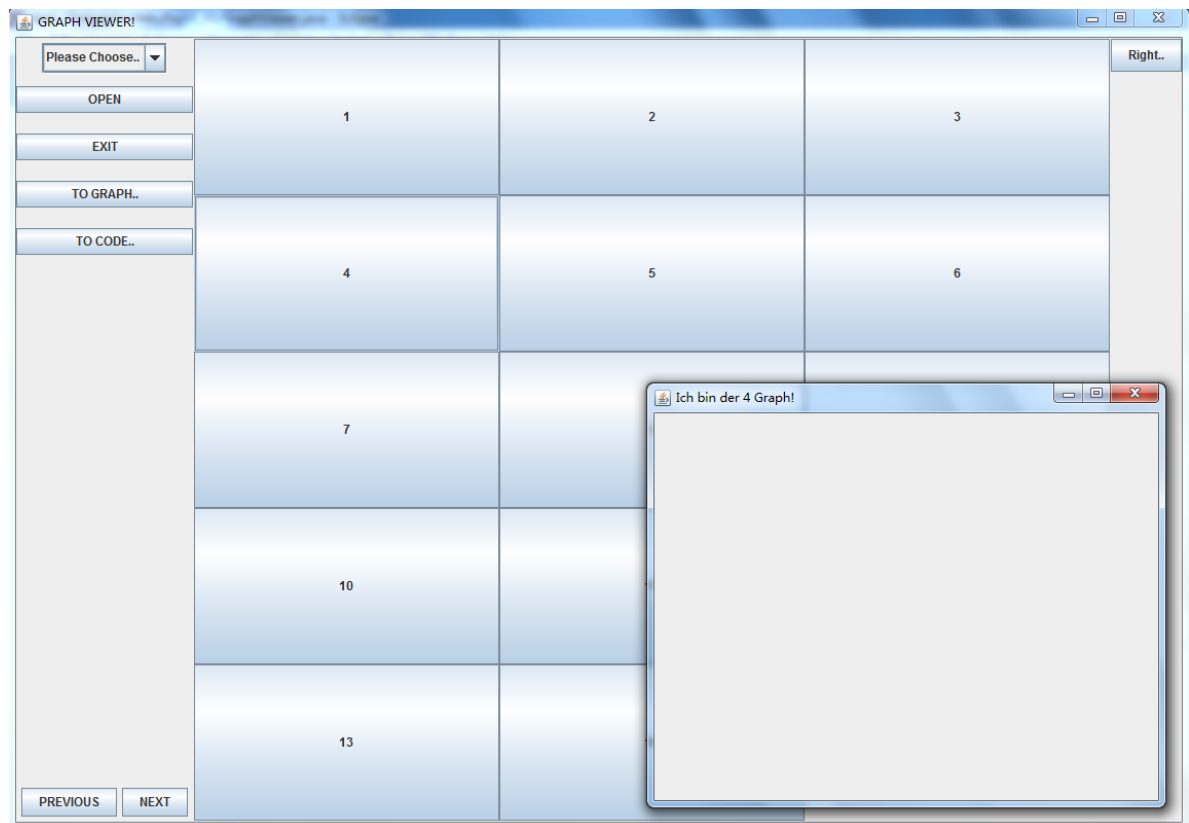 GRAPH VIEWER!
Please Choose..
Right..
OPEN
EXIT
TO GRAPH..
TO CODE..
1
2
3
4
5
6
7
Ich bin der 4 Graph!
10
13
PREVIOUS
NEXT